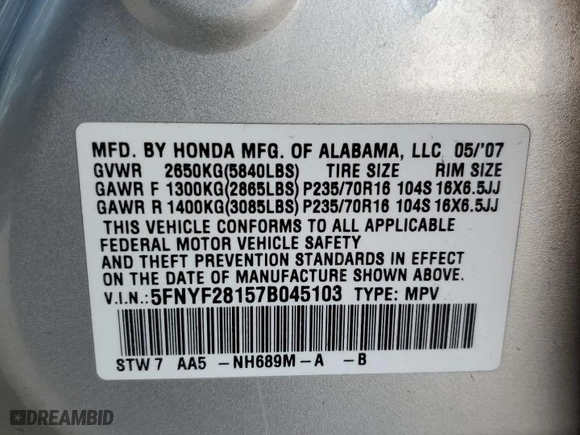 MFD. BY HONDA MFG. OF ALABAMA, LLC 05/'07
GVWR 2650KG(5840LBS) TIRE SIZE RIM SIZE
GAWR F 1300KG(2865LBS) P235/70R16 104S 16X6.5JJ
GAWR R 1400KG(3085LBS) P235/70R16 104S 16X6.5JJ
THIS VEHICLE CONFORMS TO ALL APPLICABLE
FEDERAL MOTOR VEHICLE SAFETY
AND THEFT PREVENTION STANDARDS IN EFFECT
ON THE DATE OF MANUFACTURE SHOWN ABOVE.
V.I.N.:5FNYF28157B045103 TYPE: MPV
STW7 AA5 -NH689M-A -B
DREAMBID